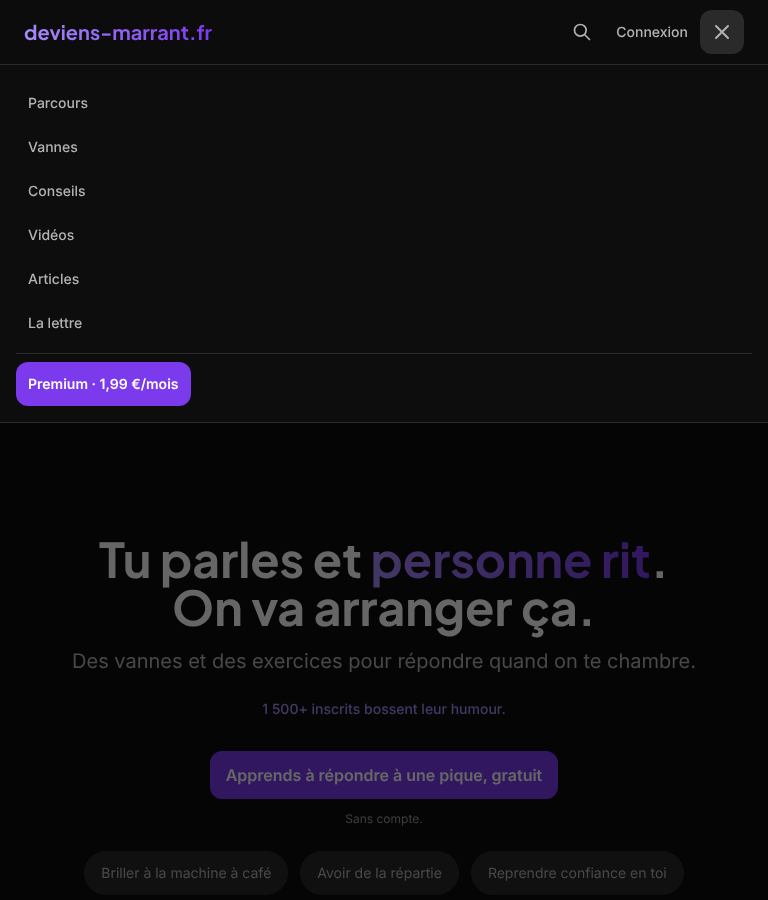 deviens-marrant.fr
Connexion
Parcours
Vannes
Conseils
Vidéos
Articles
La lettre
Premium · 1,99 €/mois
Tu parles et personne rit.
On va arranger ça.
Des vannes et des exercices pour répondre quand on te chambre.
1 500+ inscrits bossent leur humour.
Apprends à répondre à une pique, gratuit
Sans compte.
Briller à la machine à café
Avoir de la répartie
Reprendre confiance en toi